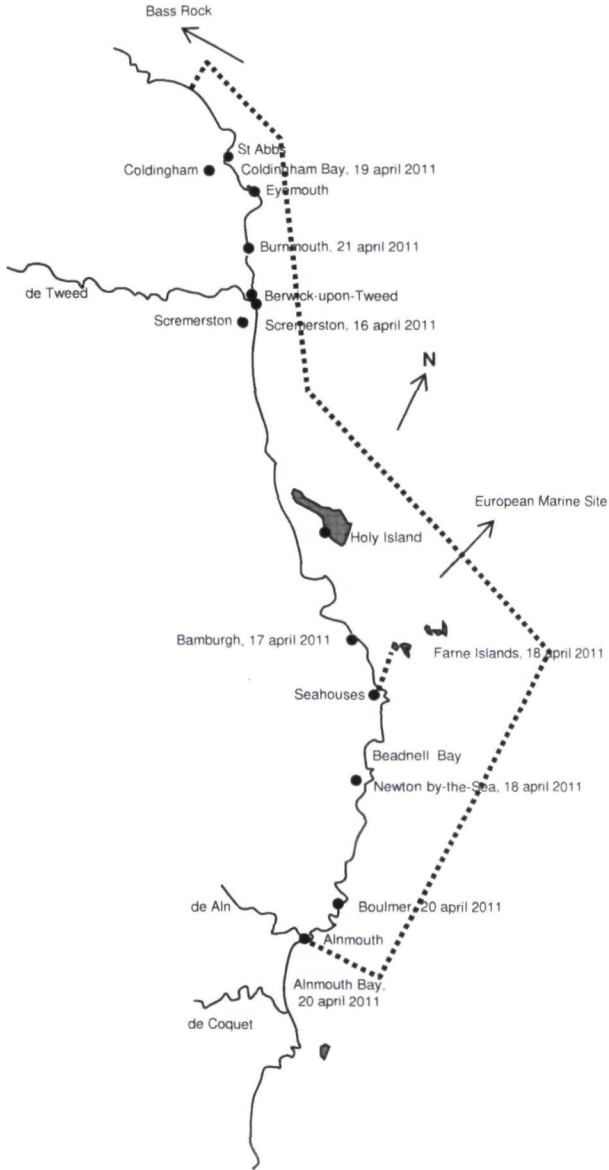 Bass Rock
St Abbs
Coldingham
Coldingham Bay, 19 april 2011
Eyemouth
Burnmouth, 21 april 2011
de Tweed
Berwick-upon-Tweed
Scremerston
Scremerston, 16 april 2011
N
European Marine Site
Holy Island
Bamburgh, 17 april 2011
Farne Islands, 18 april 2011
Seahouses
Beadnell Bay
Newton by-the-Sea, 18 april 2011
de Aln
Boulmer, 20 april 2011
Alnmouth
Alnmouth Bay,
20 april 2011
de Coquet